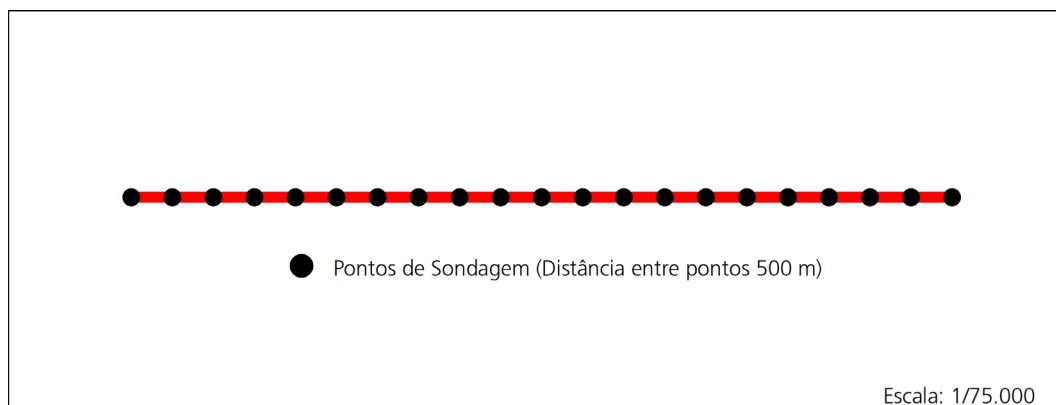 Pontos de Sondagem (Distância entre pontos 500 m)
Escala: 1/75.000